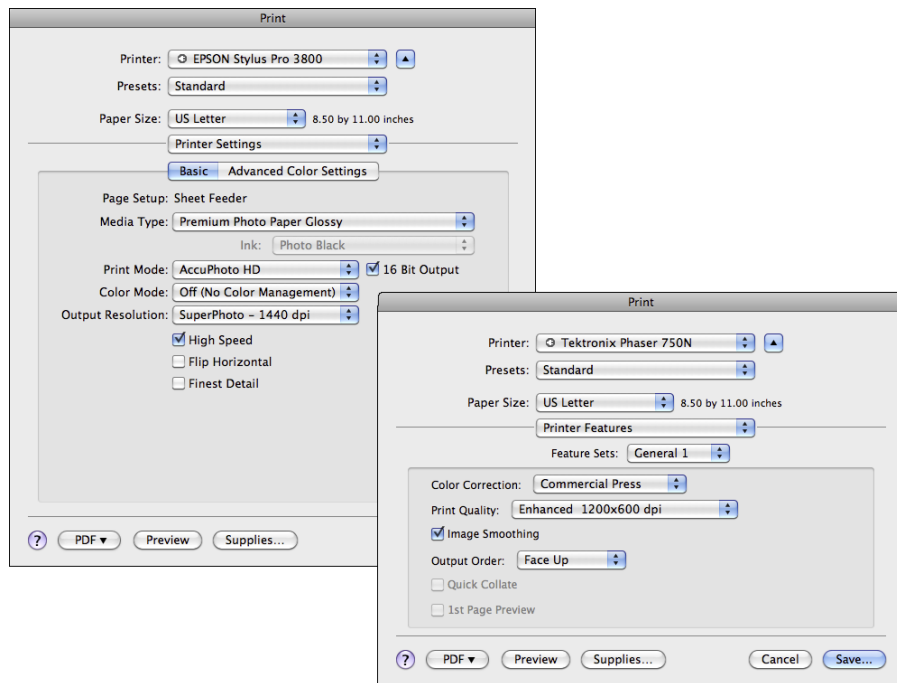 Print
Printer: EPSON Stylus Pro 3800
Presets: Standard
Paper Size: US Letter 8.50 by 11.00 inches
Printer Settings
Basic Advanced Color Settings
Page Setup: Sheet Feeder
Media Type: Premium Photo Paper Glossy
Ink: Photo Black
Print Mode: AccuPhoto HD 16 Bit Output
Color Mode: Off (No Color Management)
Output Resolution: SuperPhoto - 1440 dpi
High Speed
Flip Horizontal
Finest Detail
? PDF▼ Preview Supplies...
Print
Printer: Tektronix Phaser 750N
Presets: Standard
Paper Size: US Letter 8.50 by 11.00 inches
Printer Features
Feature Sets: General 1
Color Correction: Commercial Press
Print Quality: Enhanced 1200x600 dpi
Image Smoothing
Output Order: Face Up
Quick Collate
1st Page Preview
? PDF▼ Preview Supplies... Cancel Save...